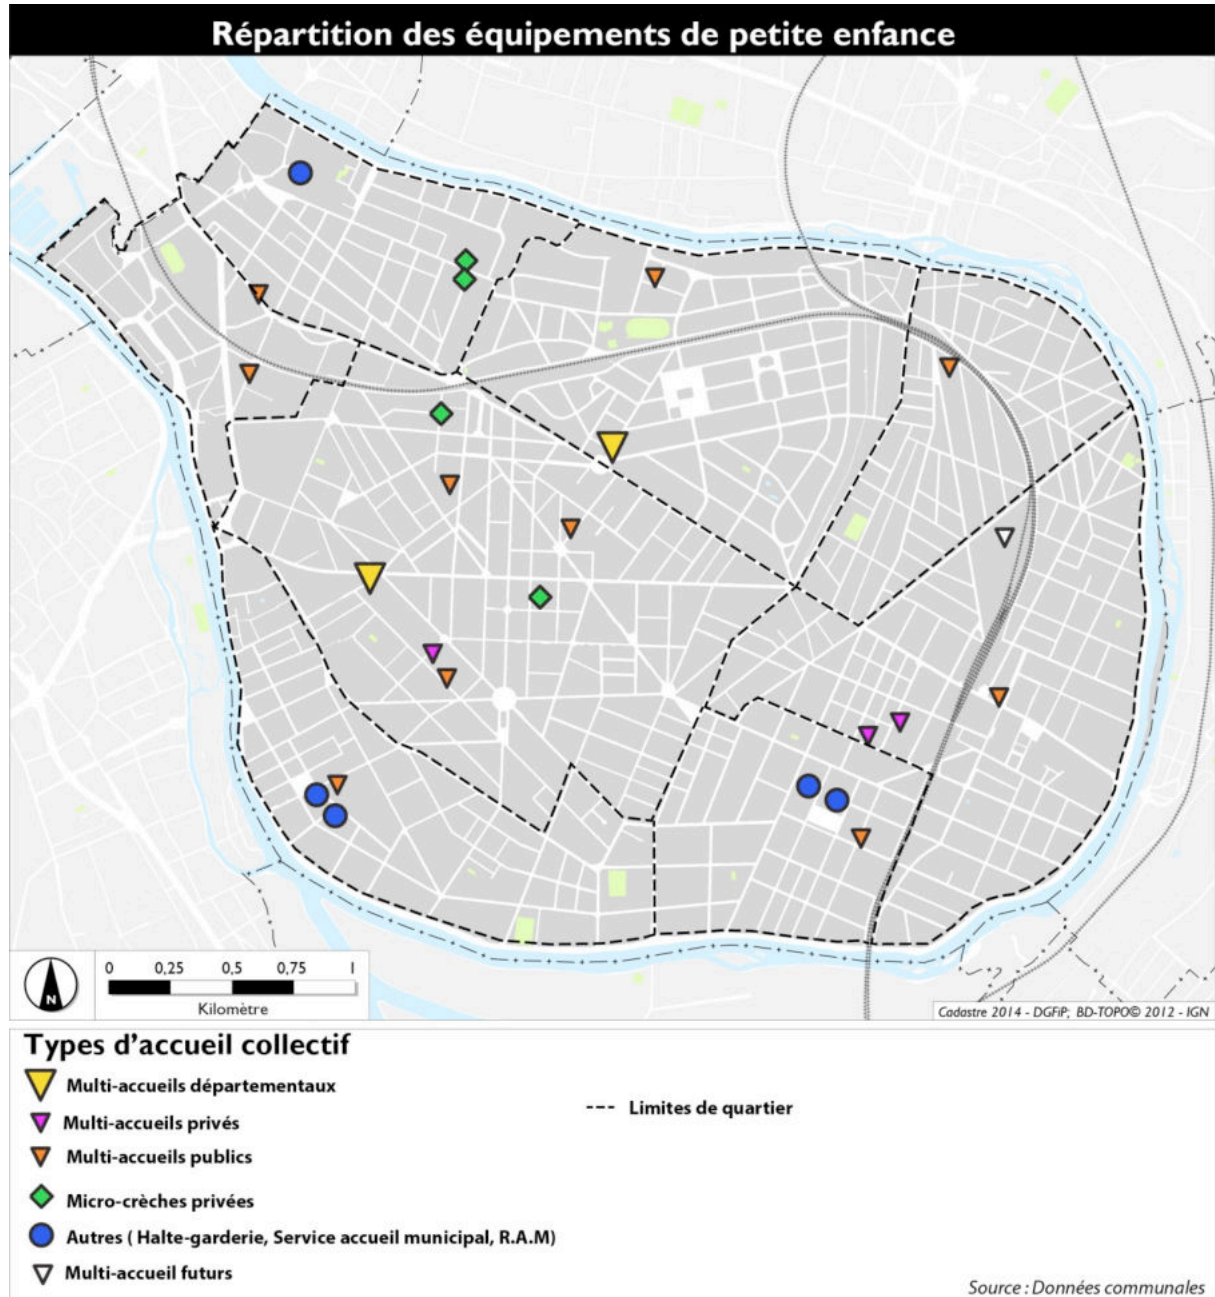 Répartition des équipements de petite enfance
N
0 0,25 0,5 0,75 I
Kilomètre
Cadastre 2014 - DGFiP; BD-TOPO© 2012 - IGN
Types d'accueil collectif
Multi-accueils départementaux
Multi-accueils privés
Limites de quartier
Multi-accueils publics
Micro-crèches privées
Autres ( Halte-garderie, Service accueil municipal, R.A.M)
Multi-accueil futurs
Source : Données communales